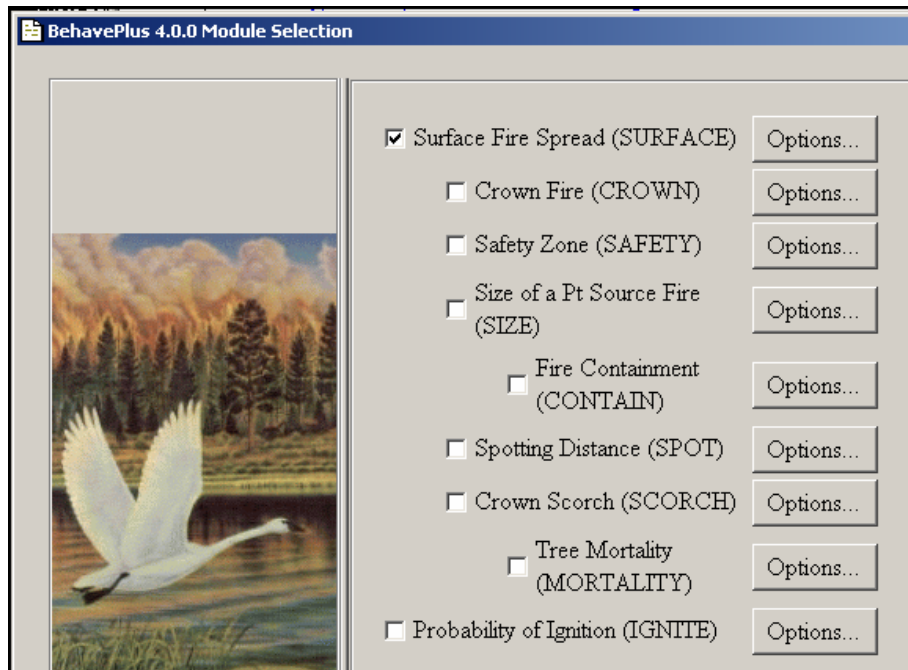 BehavePlus 4.0.0 Module Selection
Surface Fire Spread (SURFACE) Options...
Crown Fire (CROWN) Options...
Safety Zone (SAFETY) Options...
Size of a Pt Source Fire
(SIZE) Options...
Fire Containment
(CONTAIN) Options...
Spotting Distance (SPOT) Options...
Crown Scorch (SCORCH) Options...
Tree Mortality
(MORTALITY) Options...
Probability of Ignition (IGNITE) Options...